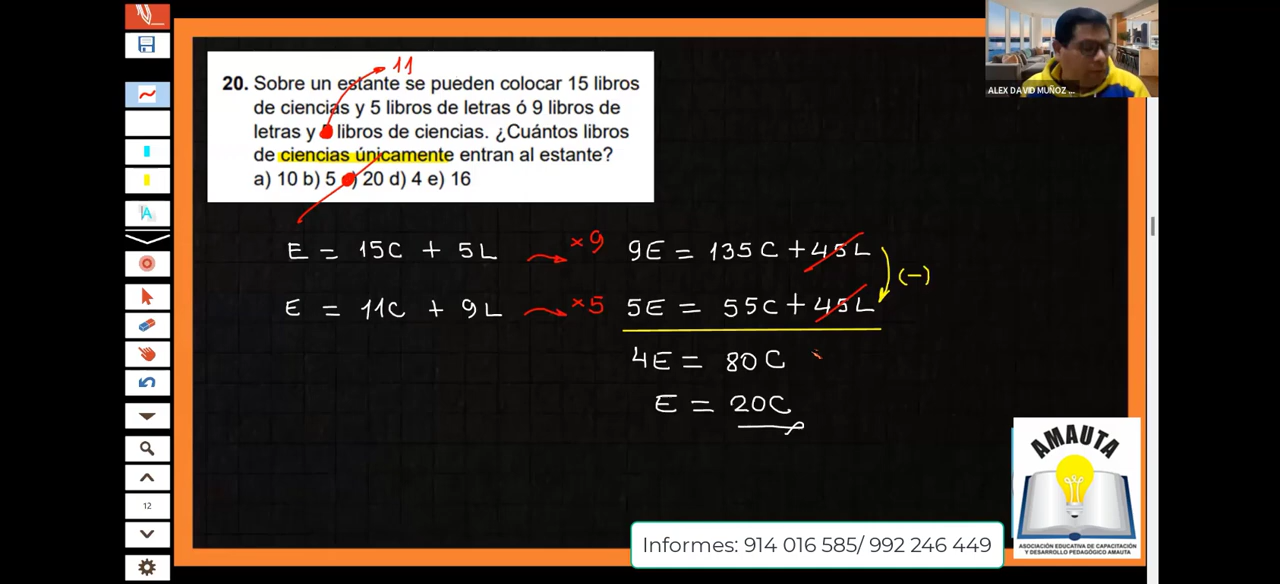 11
20. Sobre un estante se pueden colocar 15 libros
de ciencias y 5 libros de letras ó 9 libros de
letras y libros de ciencias. ¿Cuántos libros
de ciencias únicamente entran al estante?
a) 10 b) 5 ) 20 d) 4 e) 16
E = 15C + 5L ×9 9E = 135C + 45L
(-)
E = 11C + 9L ×5 5E = 55C + 45L
4E = 80C
E = 20C
ALEX DAVID MUÑOZ ...
A
12
AMAUTA
ASOCIACIÓN EDUCATIVA DE CAPACITACIÓN
Y DESARROLLO PEDAGÓGICO AMAUTA
Informes: 914 016 585/ 992 246 449